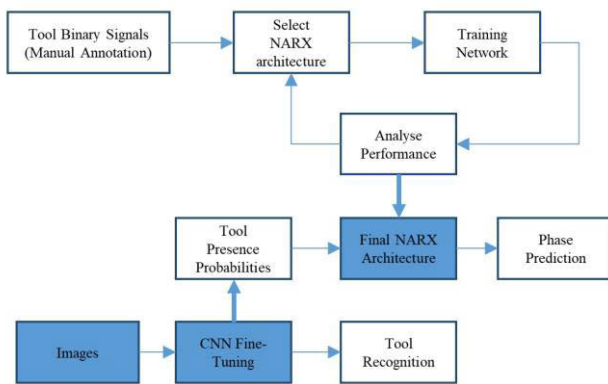 Tool Binary Signals
(Manual Annotation)
Select
NARX
architecture
Training
Network
Analyse
Performance
Tool
Presence
Probabilities
Final NARX
Architecture
Phase
Prediction
Images
CNN Fine-
Tuning
Tool
Recognition